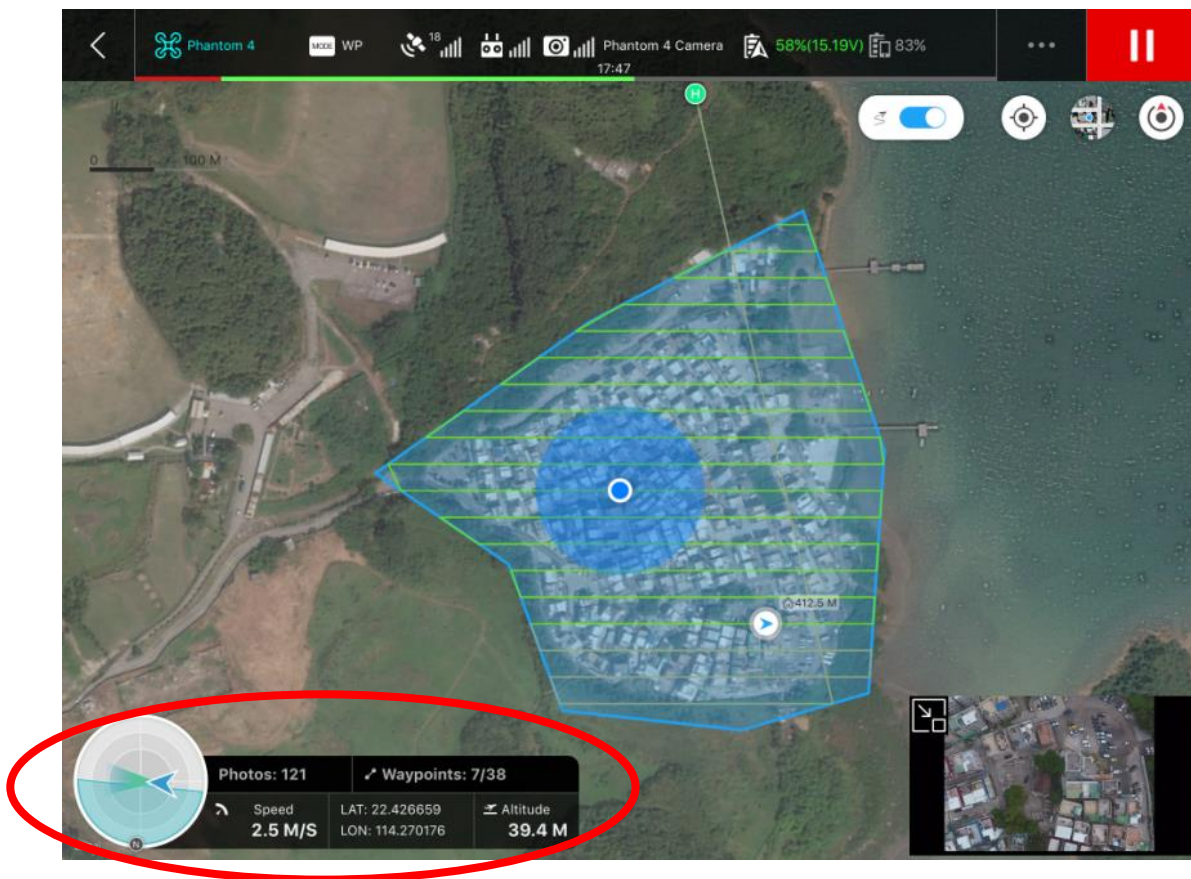 Phantom 4
MODE WP
18
Phantom 4 Camera
58%(15.19V)
83%
17:47
H
0 100 M
412.5 M
Photos: 121
Waypoints: 7/38
Speed
2.5 M/S
LAT: 22.426659
LON: 114.270176
Altitude
39.4 M
N